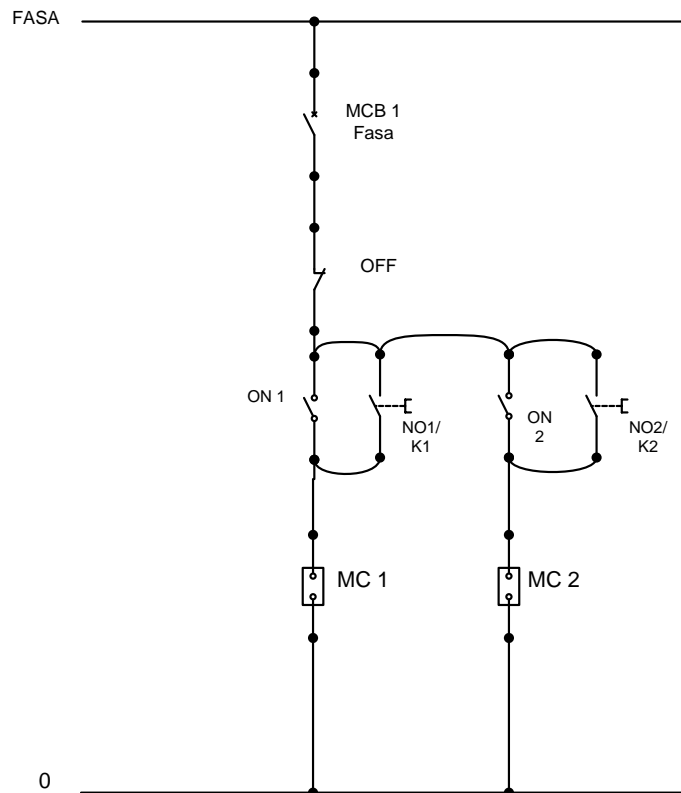 FASA
MCB 1
Fasa
OFF
ON 1
NO1/
K1
ON
2
NO2/
K2
MC 1
MC 2
0